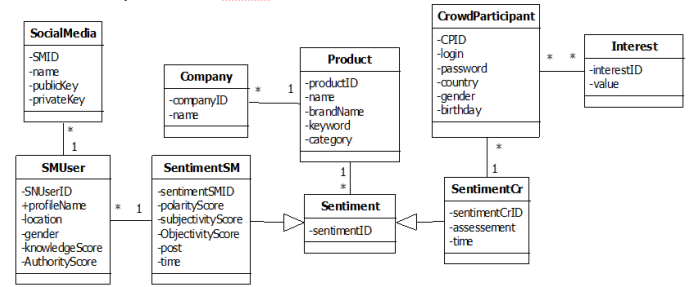 SocialMedia
-SMID
-name
-publicKey
-privateKey
*
1
Company
-companyID
-name
*
1
Product
-productID
-name
-brandName
-keyword
-category
CrowdParticipant
-CPID
-login
-password
-country
-gender
-birthday
*
*
Interest
-interestID
-value
SMUser
-SNUserID
+profileName
-location
-gender
-knowledgeScore
-AuthorityScore
*
1
SentimentSM
-sentimentSMID
-polarityScore
-subjectivityScore
-ObjectivityScore
-post
-time
1
*
Sentiment
-sentimentID
*
1
SentimentCr
-sentimentCrID
-assessement
-time